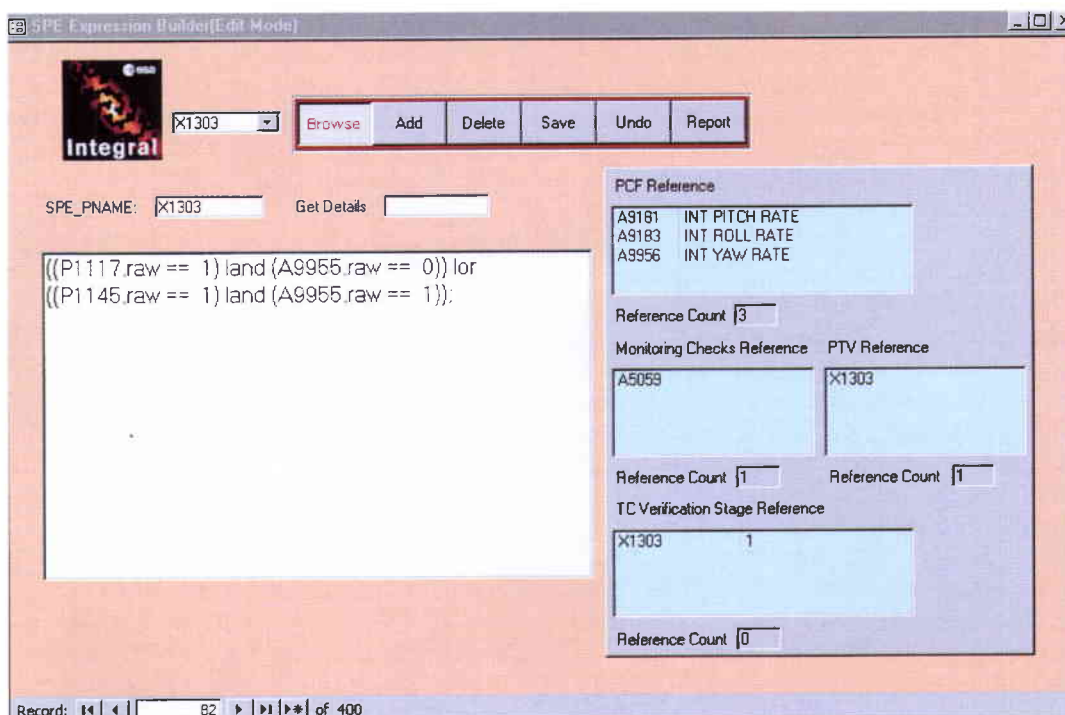 SPE Expression Builder(Edit Mode)
esa
Integral
X1303
Browse Add Delete Save Undo Report
SPE_PNAME: X1303 Get Details
((P1117.raw == 1) land (A9955.raw == 0)) lor
((P1145.raw == 1) land (A9955.raw == 1));
PCF Reference
A9181 INT PITCH RATE
A9183 INT ROLL RATE
A9956 INT YAW RATE
Reference Count 3
Monitoring Checks Reference PTV Reference
A5059 X1303
Reference Count 1 Reference Count 1
TC Verification Stage Reference
X1303 1
Reference Count 0
Record: 82 of 400